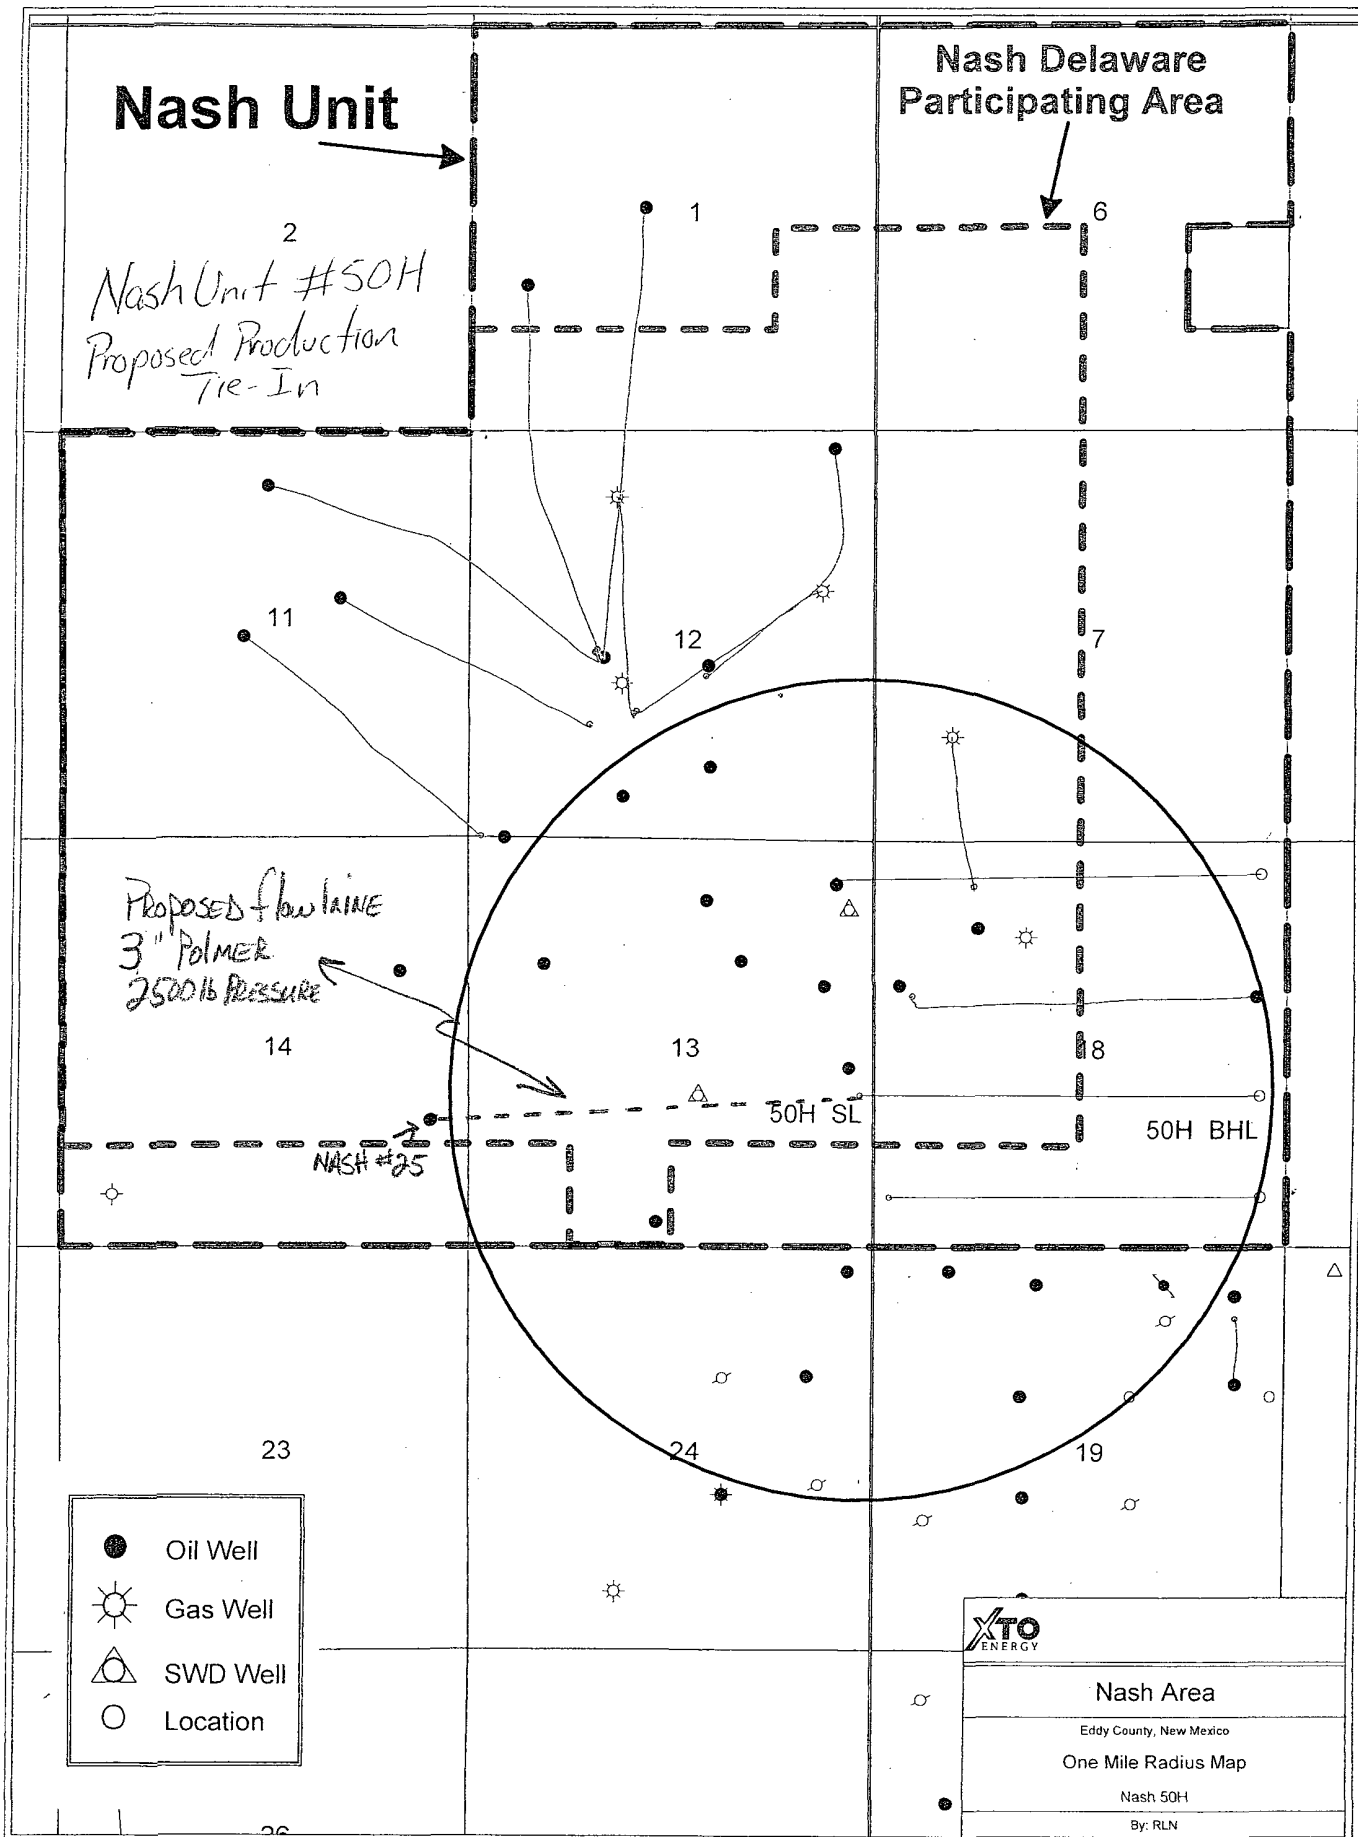 Nash Unit
Nash Delaware
Participating Area
2
1
6
Nash Unit #50H
Proposed Production
Tie-In
11
12
7
PROPOSED flowlaine
3" Polmer
2500 lb PRESSURE
14
13
18
50H SL
50H BHL
NASH #25
23
24
19
Oil Well
Gas Well
SWD Well
Location
XTO
ENERGY
Nash Area
Eddy County, New Mexico
One Mile Radius Map
Nash 50H
By: RLN